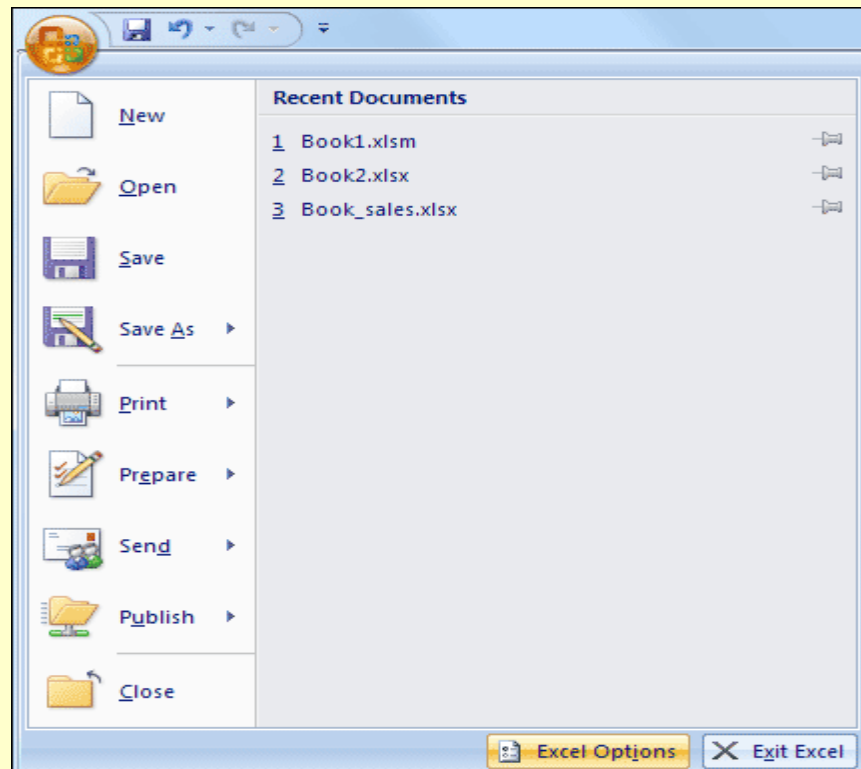 New
Open
Save
Save As
Print
Prepare
Send
Publish
Close
Recent Documents
1 Book1.xlsm
2 Book2.xlsx
3 Book_sales.xlsx
Excel Options
Exit Excel